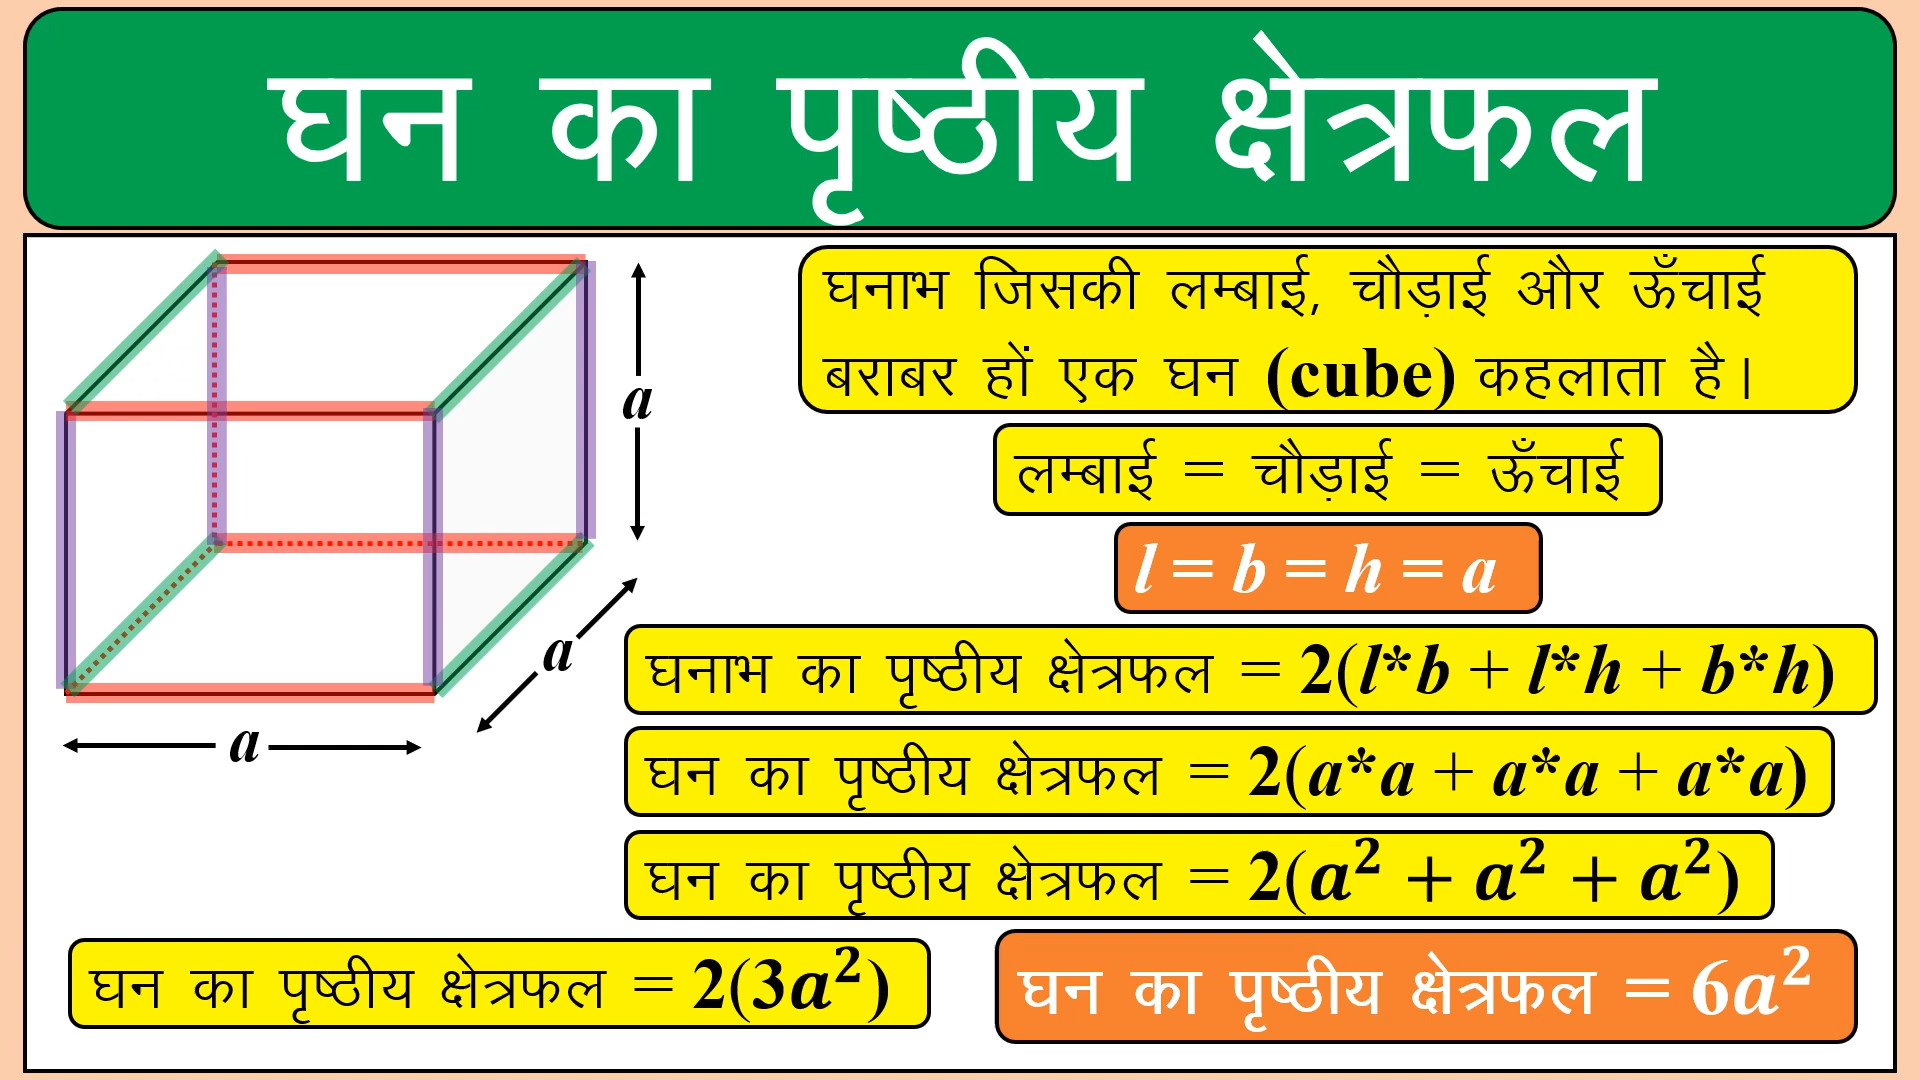 घन का पृष्ठीय क्षेत्रफल
घनाभ जिसकी लम्बाई, चौड़ाई और ऊँचाई
बराबर हों एक घन (cube) कहलाता है।
लम्बाई = चौड़ाई = ऊँचाई
l = b = h = a
a
a
a
घनाभ का पृष्ठीय क्षेत्रफल = 2(l*b + l*h + b*h)
घन का पृष्ठीय क्षेत्रफल = 2(a*a + a*a + a*a)
घन का पृष्ठीय क्षेत्रफल = 2(a² + a² + a²)
घन का पृष्ठीय क्षेत्रफल = 2(3a²)
घन का पृष्ठीय क्षेत्रफल = 6a²